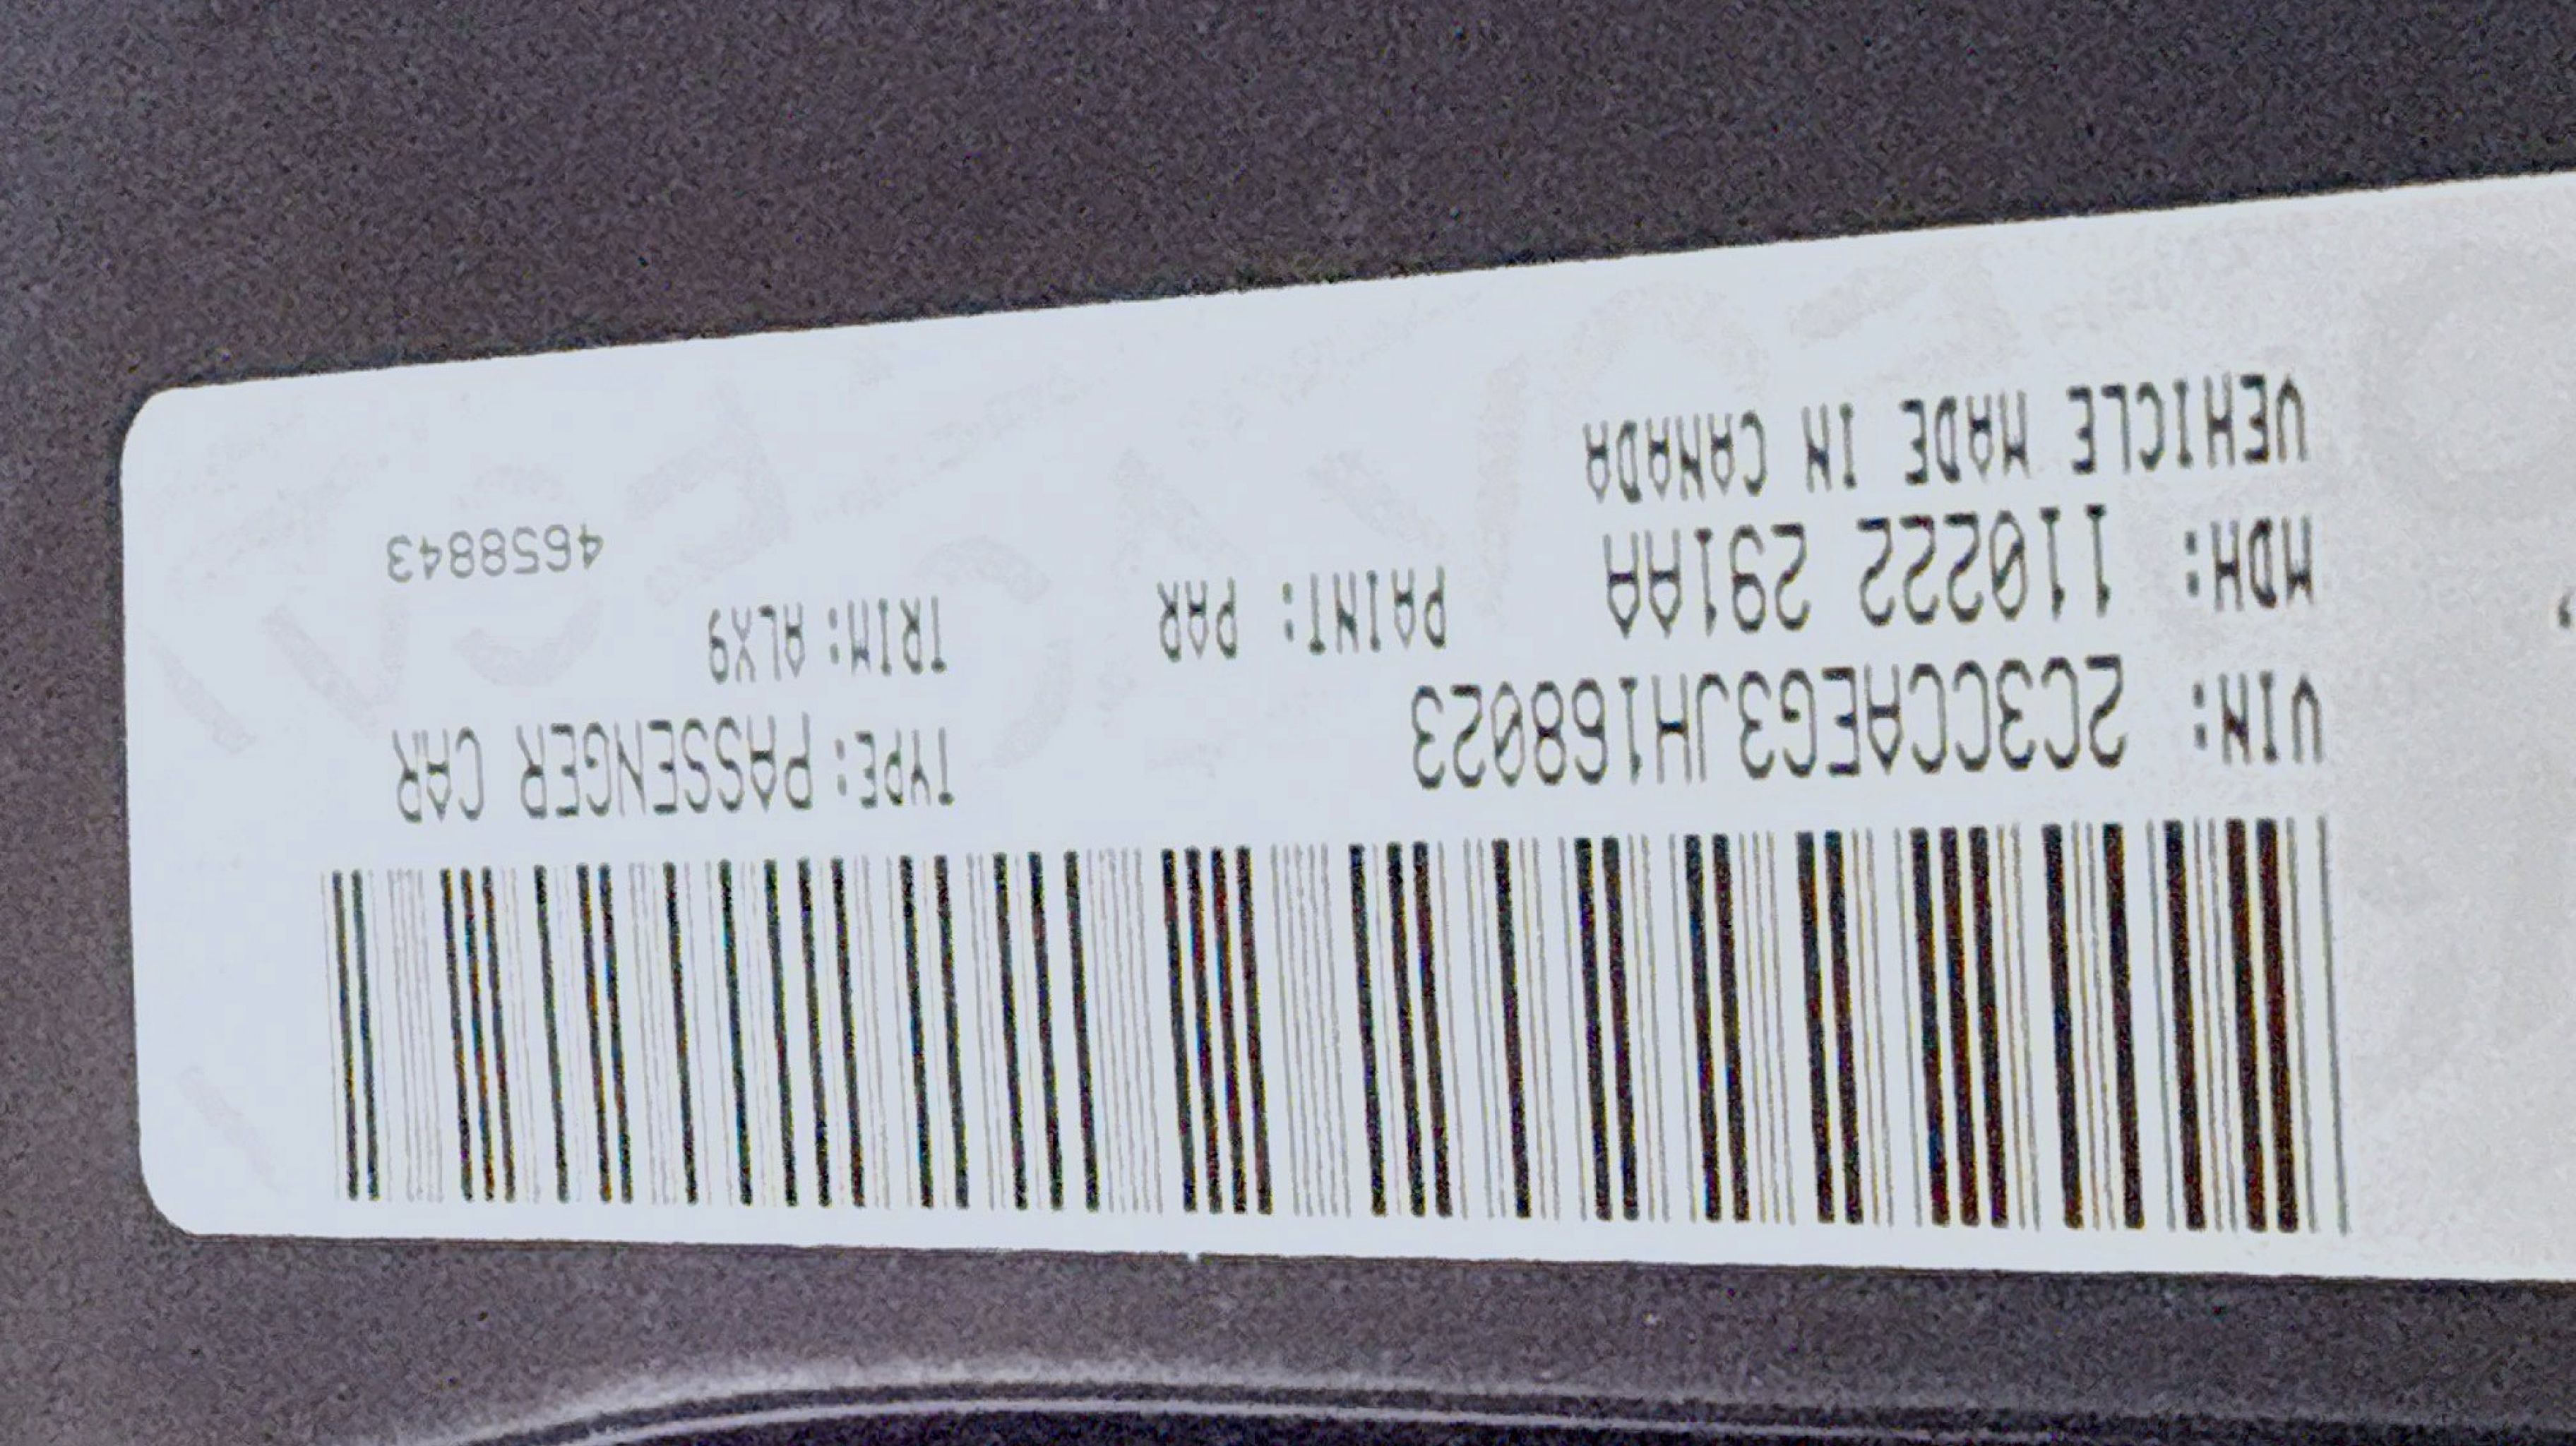 VIN: 2C3CCAEG3JH168023 TYPE: PASSENGER CAR
MDH: 110222 291AA PAINT: PAR TRIM: ALX9
VEHICLE MADE IN CANADA 4658843